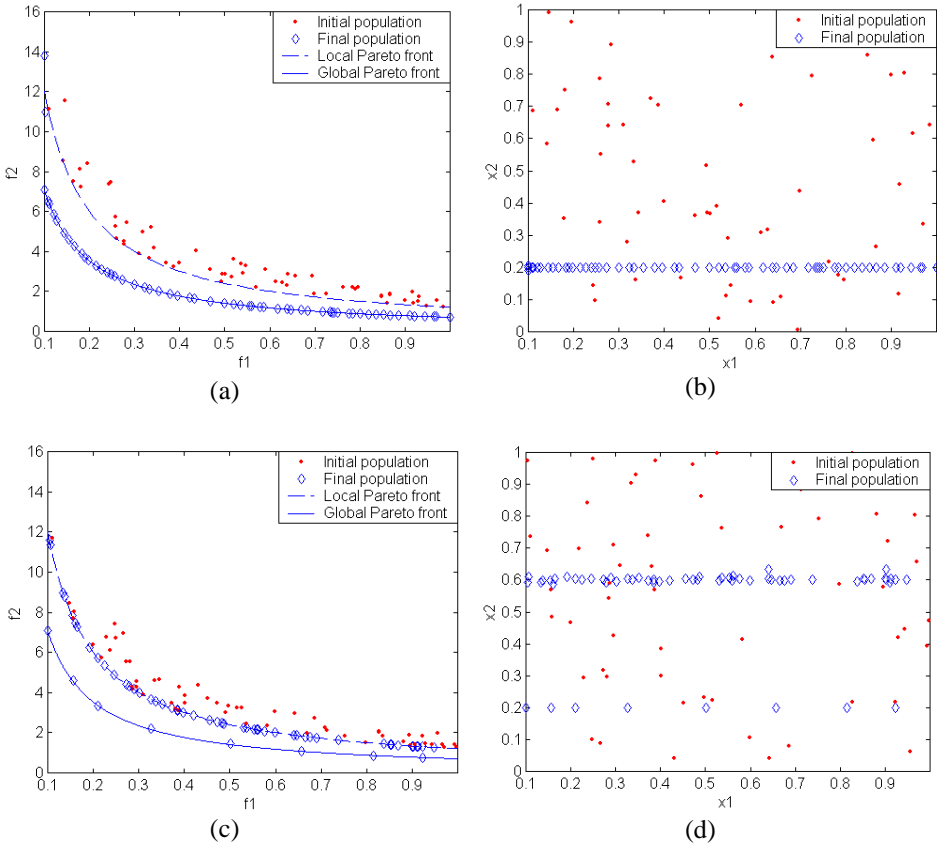 16
14
12
10
8
6
4
2
0
f2
0.1 0.2 0.3 0.4 0.5 0.6 0.7 0.8 0.9
f1
Initial population
Final population
Local Pareto front
Global Pareto front
(a)
1
0.9
0.8
0.7
0.6
0.5
0.4
0.3
0.2
0.1
0
x2
0.1 0.2 0.3 0.4 0.5 0.6 0.7 0.8 0.9
x1
Initial population
Final population
(b)
16
14
12
10
8
6
4
2
0
f2
0.1 0.2 0.3 0.4 0.5 0.6 0.7 0.8 0.9
f1
Initial population
Final population
Local Pareto front
Global Pareto front
(c)
1
0.9
0.8
0.7
0.6
0.5
0.4
0.3
0.2
0.1
0
x2
0.1 0.2 0.3 0.4 0.5 0.6 0.7 0.8 0.9
x1
Initial population
Final population
(d)